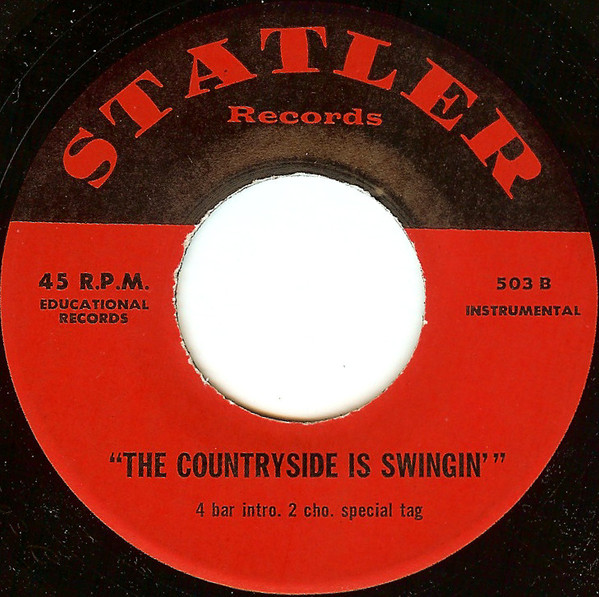 STATLER
Records
45 R.P.M.
EDUCATIONAL
RECORDS
503 B
INSTRUMENTAL
"THE COUNTRYSIDE IS SWINGIN'"
4 bar intro. 2 cho. special tag